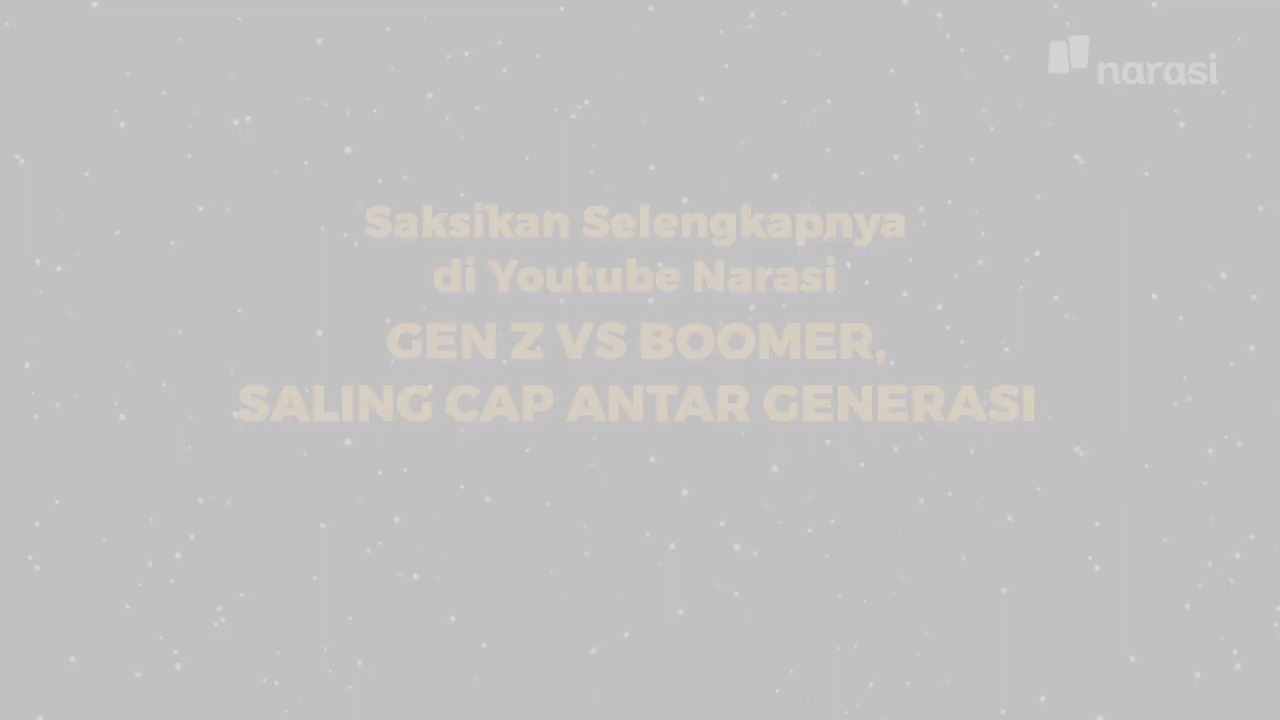 narasi
Saksikan Selengkapnya
di Youtube Narasi
GEN Z VS BOOMER,
SALING CAP ANTAR GENERASI